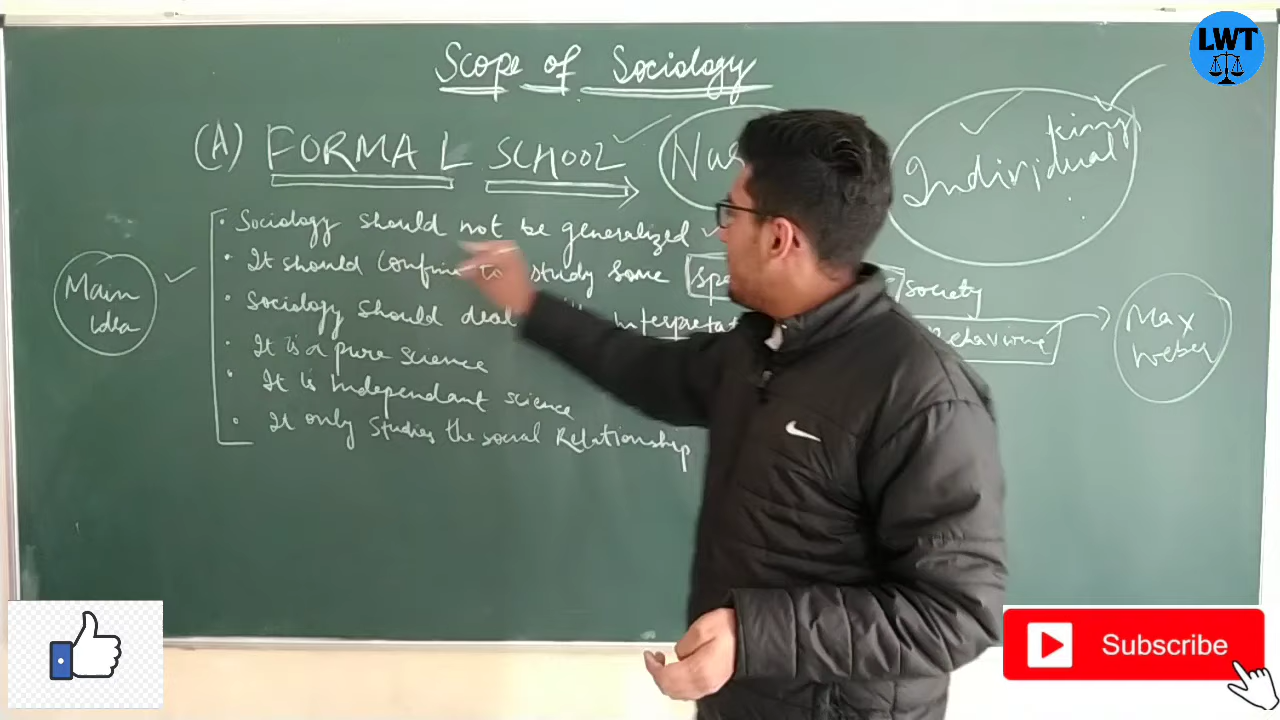 LWT
Scope of Sociology
(A) FORMAL SCHOOL
Individual
• Sociology should not be generalized
• It should confine to study some society
• Sociology should deal Behaviour
• It is a pure science
• It is Independant science
• It only Studies the social Relationship
Main
idea
Max
Weber
Subscribe